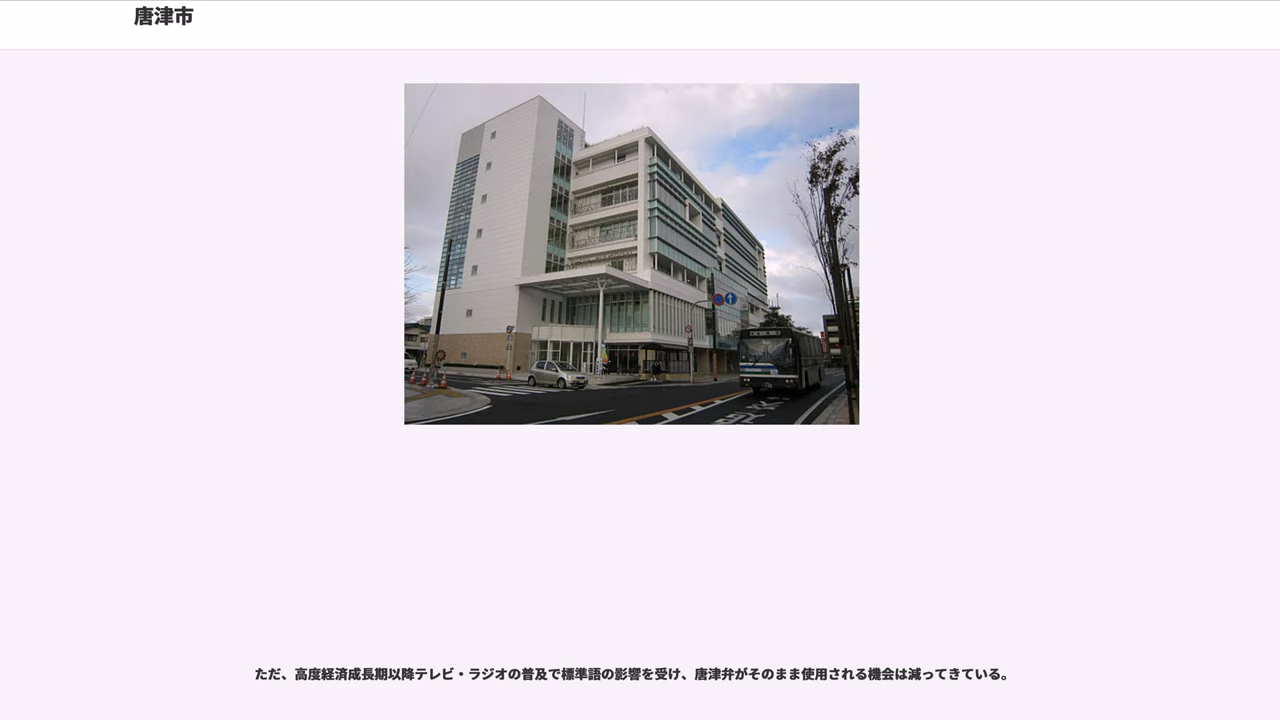 唐津市
ただ、高度経済成長期以降テレビ・ラジオの普及で標準語の影響を受け、唐津弁がそのまま使用される機会は減ってきている。